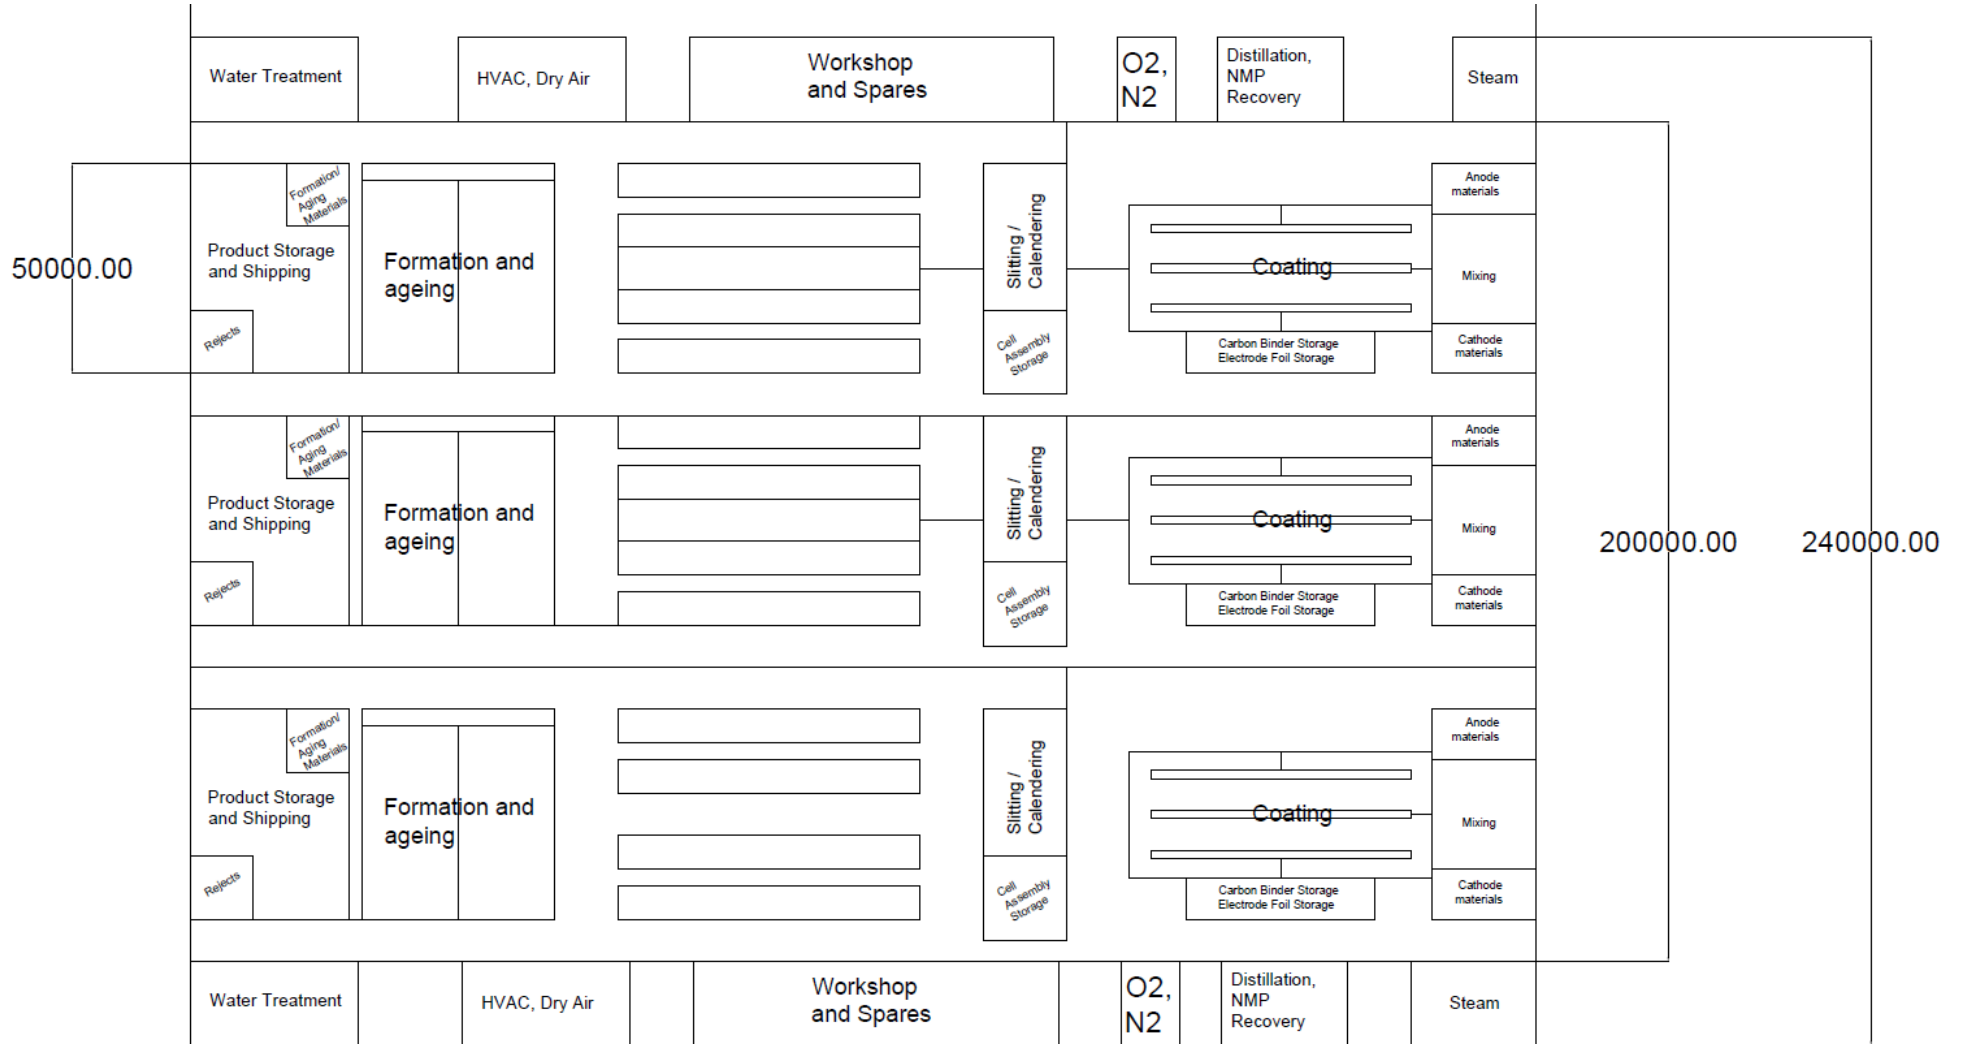 Water Treatment
HVAC, Dry Air
Workshop
and Spares
O2,
N2
Distillation,
NMP
Recovery
Steam
50000.00
Formation/
Aging
Materials
Product Storage
and Shipping
Rejects
Formation and
ageing
Slitting /
Calendering
Cell
Assembly
Storage
Coating
Carbon Binder Storage
Electrode Foil Storage
Anode
materials
Mixing
Cathode
materials
Formation/
Aging
Materials
Product Storage
and Shipping
Rejects
Formation and
ageing
Slitting /
Calendering
Cell
Assembly
Storage
Coating
Carbon Binder Storage
Electrode Foil Storage
Anode
materials
Mixing
Cathode
materials
200000.00
240000.00
Formation/
Aging
Materials
Product Storage
and Shipping
Rejects
Formation and
ageing
Slitting /
Calendering
Cell
Assembly
Storage
Coating
Carbon Binder Storage
Electrode Foil Storage
Anode
materials
Mixing
Cathode
materials
Water Treatment
HVAC, Dry Air
Workshop
and Spares
O2,
N2
Distillation,
NMP
Recovery
Steam